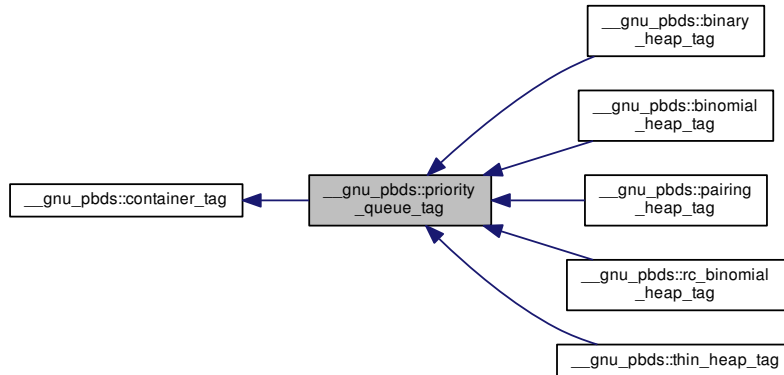 __gnu_pbds::binary
_heap_tag
__gnu_pbds::binomial
_heap_tag
__gnu_pbds::container_tag
__gnu_pbds::priority
_queue_tag
__gnu_pbds::pairing
_heap_tag
__gnu_pbds::rc_binomial
_heap_tag
__gnu_pbds::thin_heap_tag